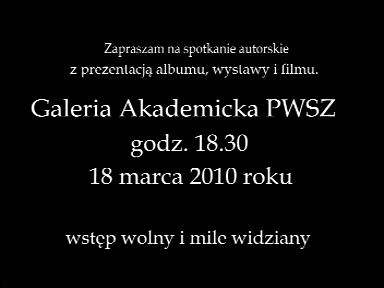 Zapraszam na spotkanie autorskie
z prezentacją albumu, wystawy i filmu.
Galeria Akademicka PWSZ
godz. 18.30
18 marca 2010 roku
wstęp wolny i mile widziany